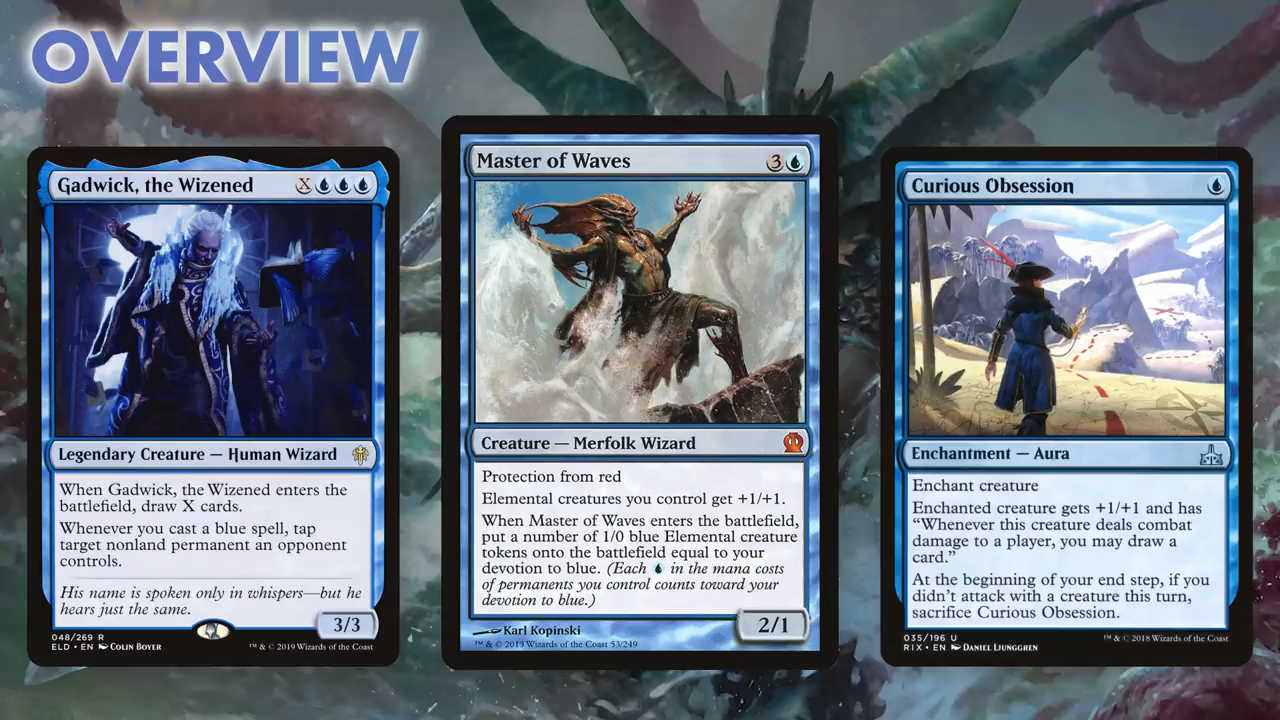 OVERVIEW
Gadwick, the Wizened X
Legendary Creature — Human Wizard
When Gadwick, the Wizened enters the
battlefield, draw X cards.
Whenever you cast a blue spell, tap
target nonland permanent an opponent
controls.
His name is spoken only in whispers—but he
hears just the same.
3/3
048/269 R
ELD • EN Colin Boyer
™ & © 2019 Wizards of the Coast
Master of Waves 3
Creature — Merfolk Wizard
Protection from red
Elemental creatures you control get +1/+1.
When Master of Waves enters the battlefield,
put a number of 1/0 blue Elemental creature
tokens onto the battlefield equal to your
devotion to blue. (Each in the mana costs
of permanents you control counts toward your
devotion to blue.)
2/1
Karl Kopinski
™ & © 2013 Wizards of the Coast 53/249
Curious Obsession
Enchantment — Aura
Enchant creature
Enchanted creature gets +1/+1 and has
“Whenever this creature deals combat
damage to a player, you may draw a
card.”
At the beginning of your end step, if you
didn’t attack with a creature this turn,
sacrifice Curious Obsession.
035/196 U
RIX • EN Daniel Ljunggren
™ & © 2018 Wizards of the Coast